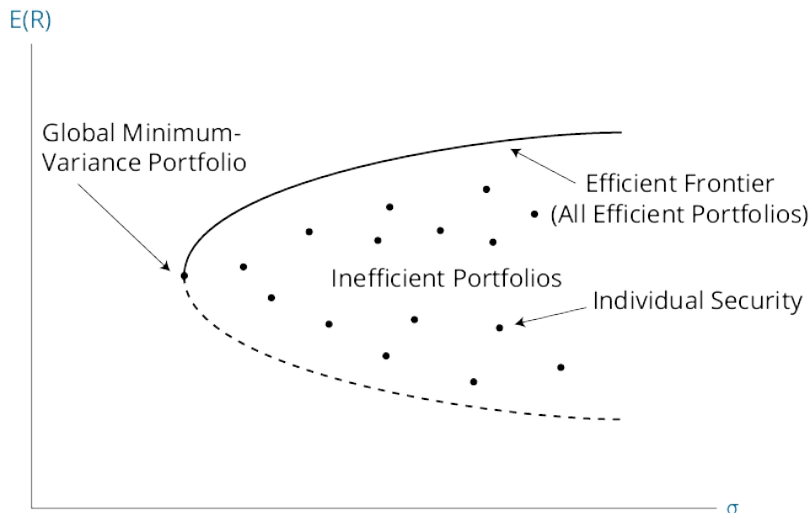 E(R)
Global Minimum-
Variance Portfolio
Efficient Frontier
(All Efficient Portfolios)
Inefficient Portfolios
Individual Security
σ